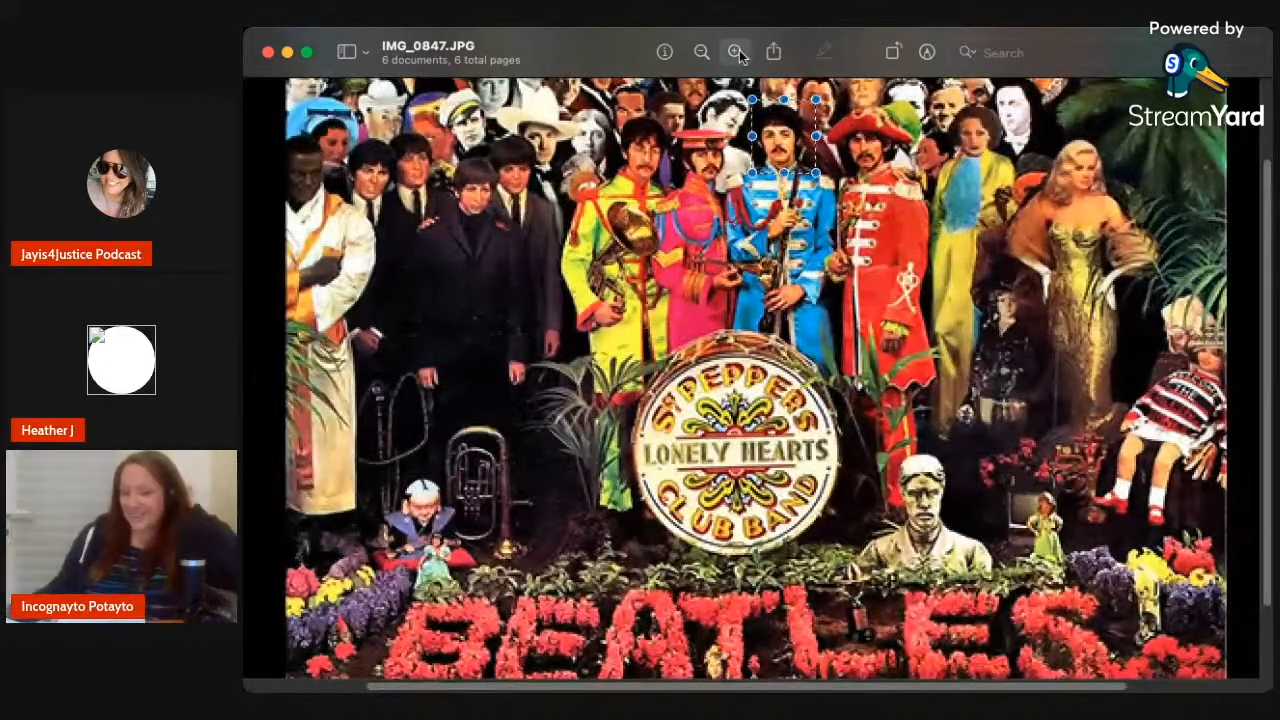 IMG_0847.JPG
6 documents, 6 total pages
Search
Powered by
S
StreamYard
Jayis4Justice Podcast
Heather J
Incognayto Potayto
SGT PEPPERS
LONELY HEARTS
CLUB BAND
BEATLES